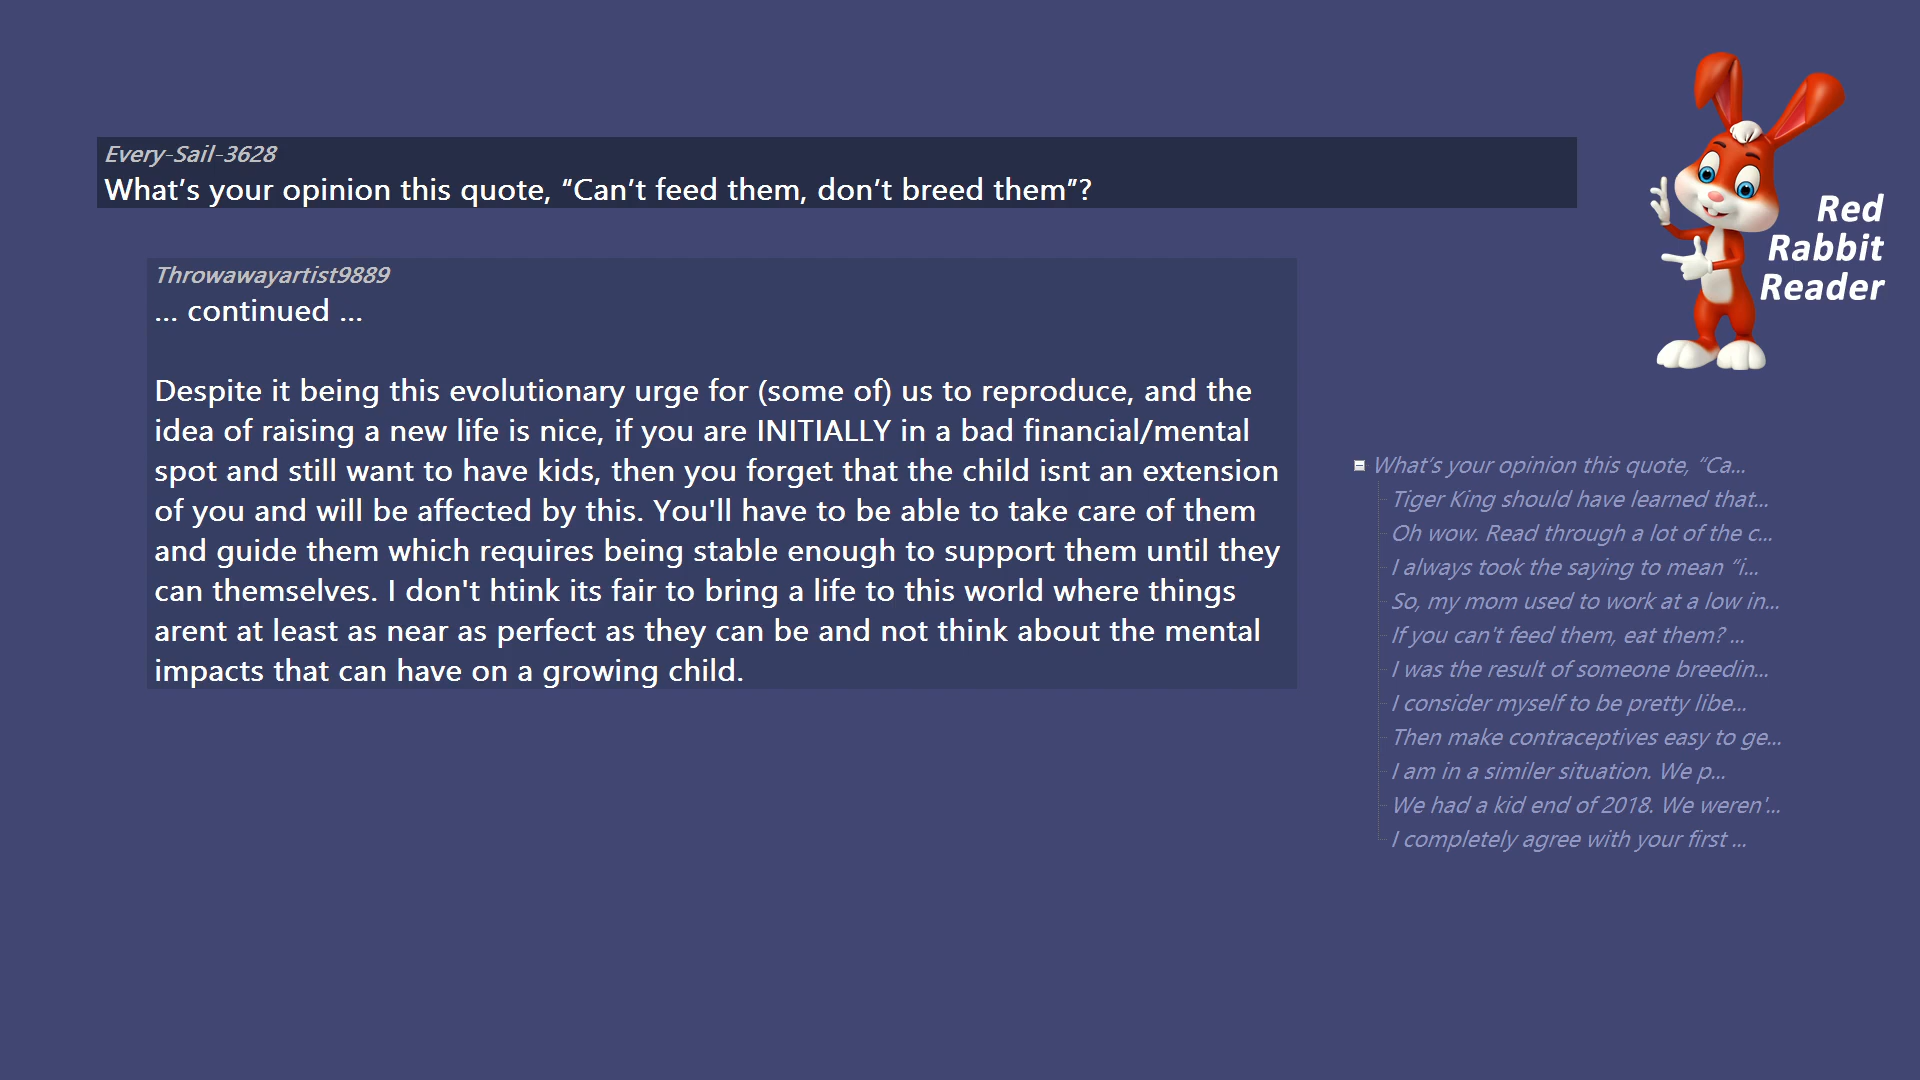 Every-Sail-3628
What’s your opinion this quote, “Can’t feed them, don’t breed them”?
Throwawayartist9889
... continued ...
Despite it being this evolutionary urge for (some of) us to reproduce, and the
idea of raising a new life is nice, if you are INITIALLY in a bad financial/mental
spot and still want to have kids, then you forget that the child isnt an extension
of you and will be affected by this. You'll have to be able to take care of them
and guide them which requires being stable enough to support them until they
can themselves. I don't htink its fair to bring a life to this world where things
arent at least as near as perfect as they can be and not think about the mental
impacts that can have on a growing child.
Red
Rabbit
Reader
What’s your opinion this quote, “Ca...
Tiger King should have learned that...
Oh wow. Read through a lot of the c...
I always took the saying to mean “i...
So, my mom used to work at a low in...
If you can't feed them, eat them? ...
I was the result of someone breedin...
I consider myself to be pretty libe...
Then make contraceptives easy to ge...
I am in a similer situation. We p...
We had a kid end of 2018. We weren'...
I completely agree with your first ...